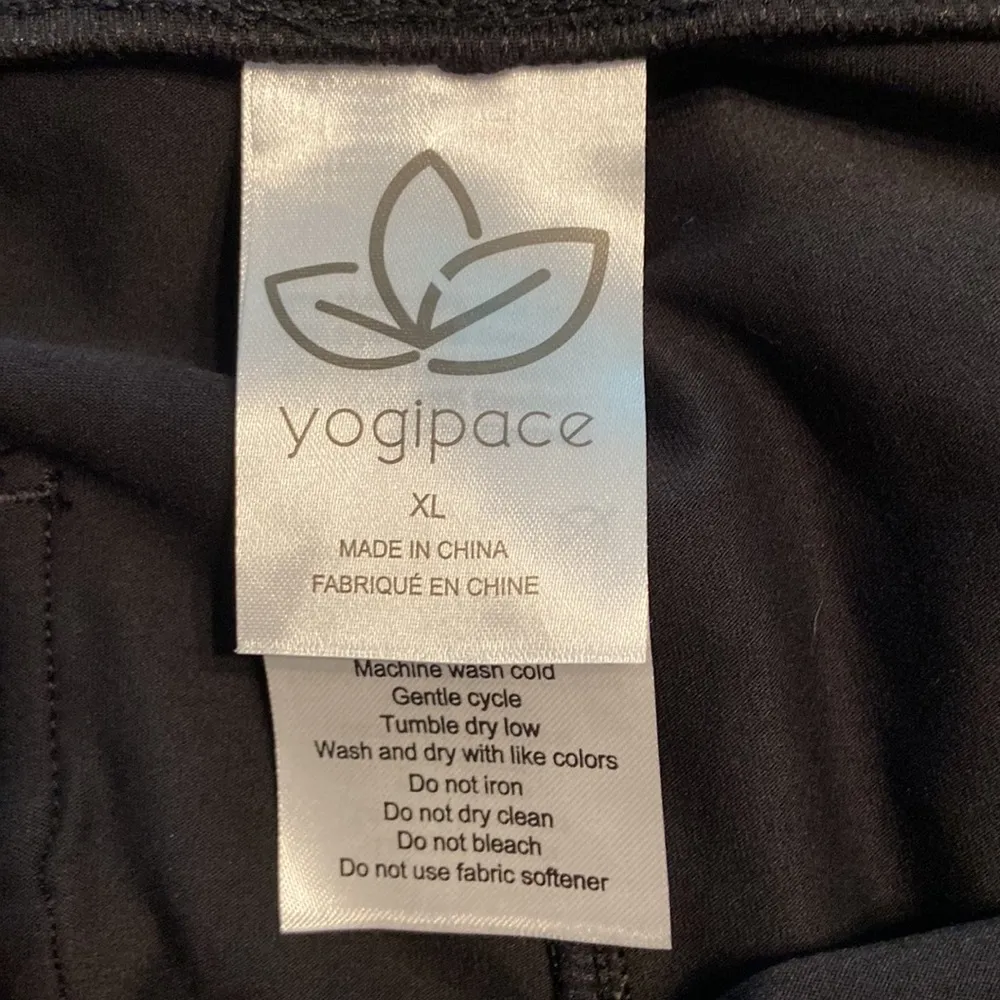 yogipace
XL
MADE IN CHINA
FABRIQUÉ EN CHINE
Machine wash cold
Gentle cycle
Tumble dry low
Wash and dry with like colors
Do not iron
Do not dry clean
Do not bleach
Do not use fabric softener